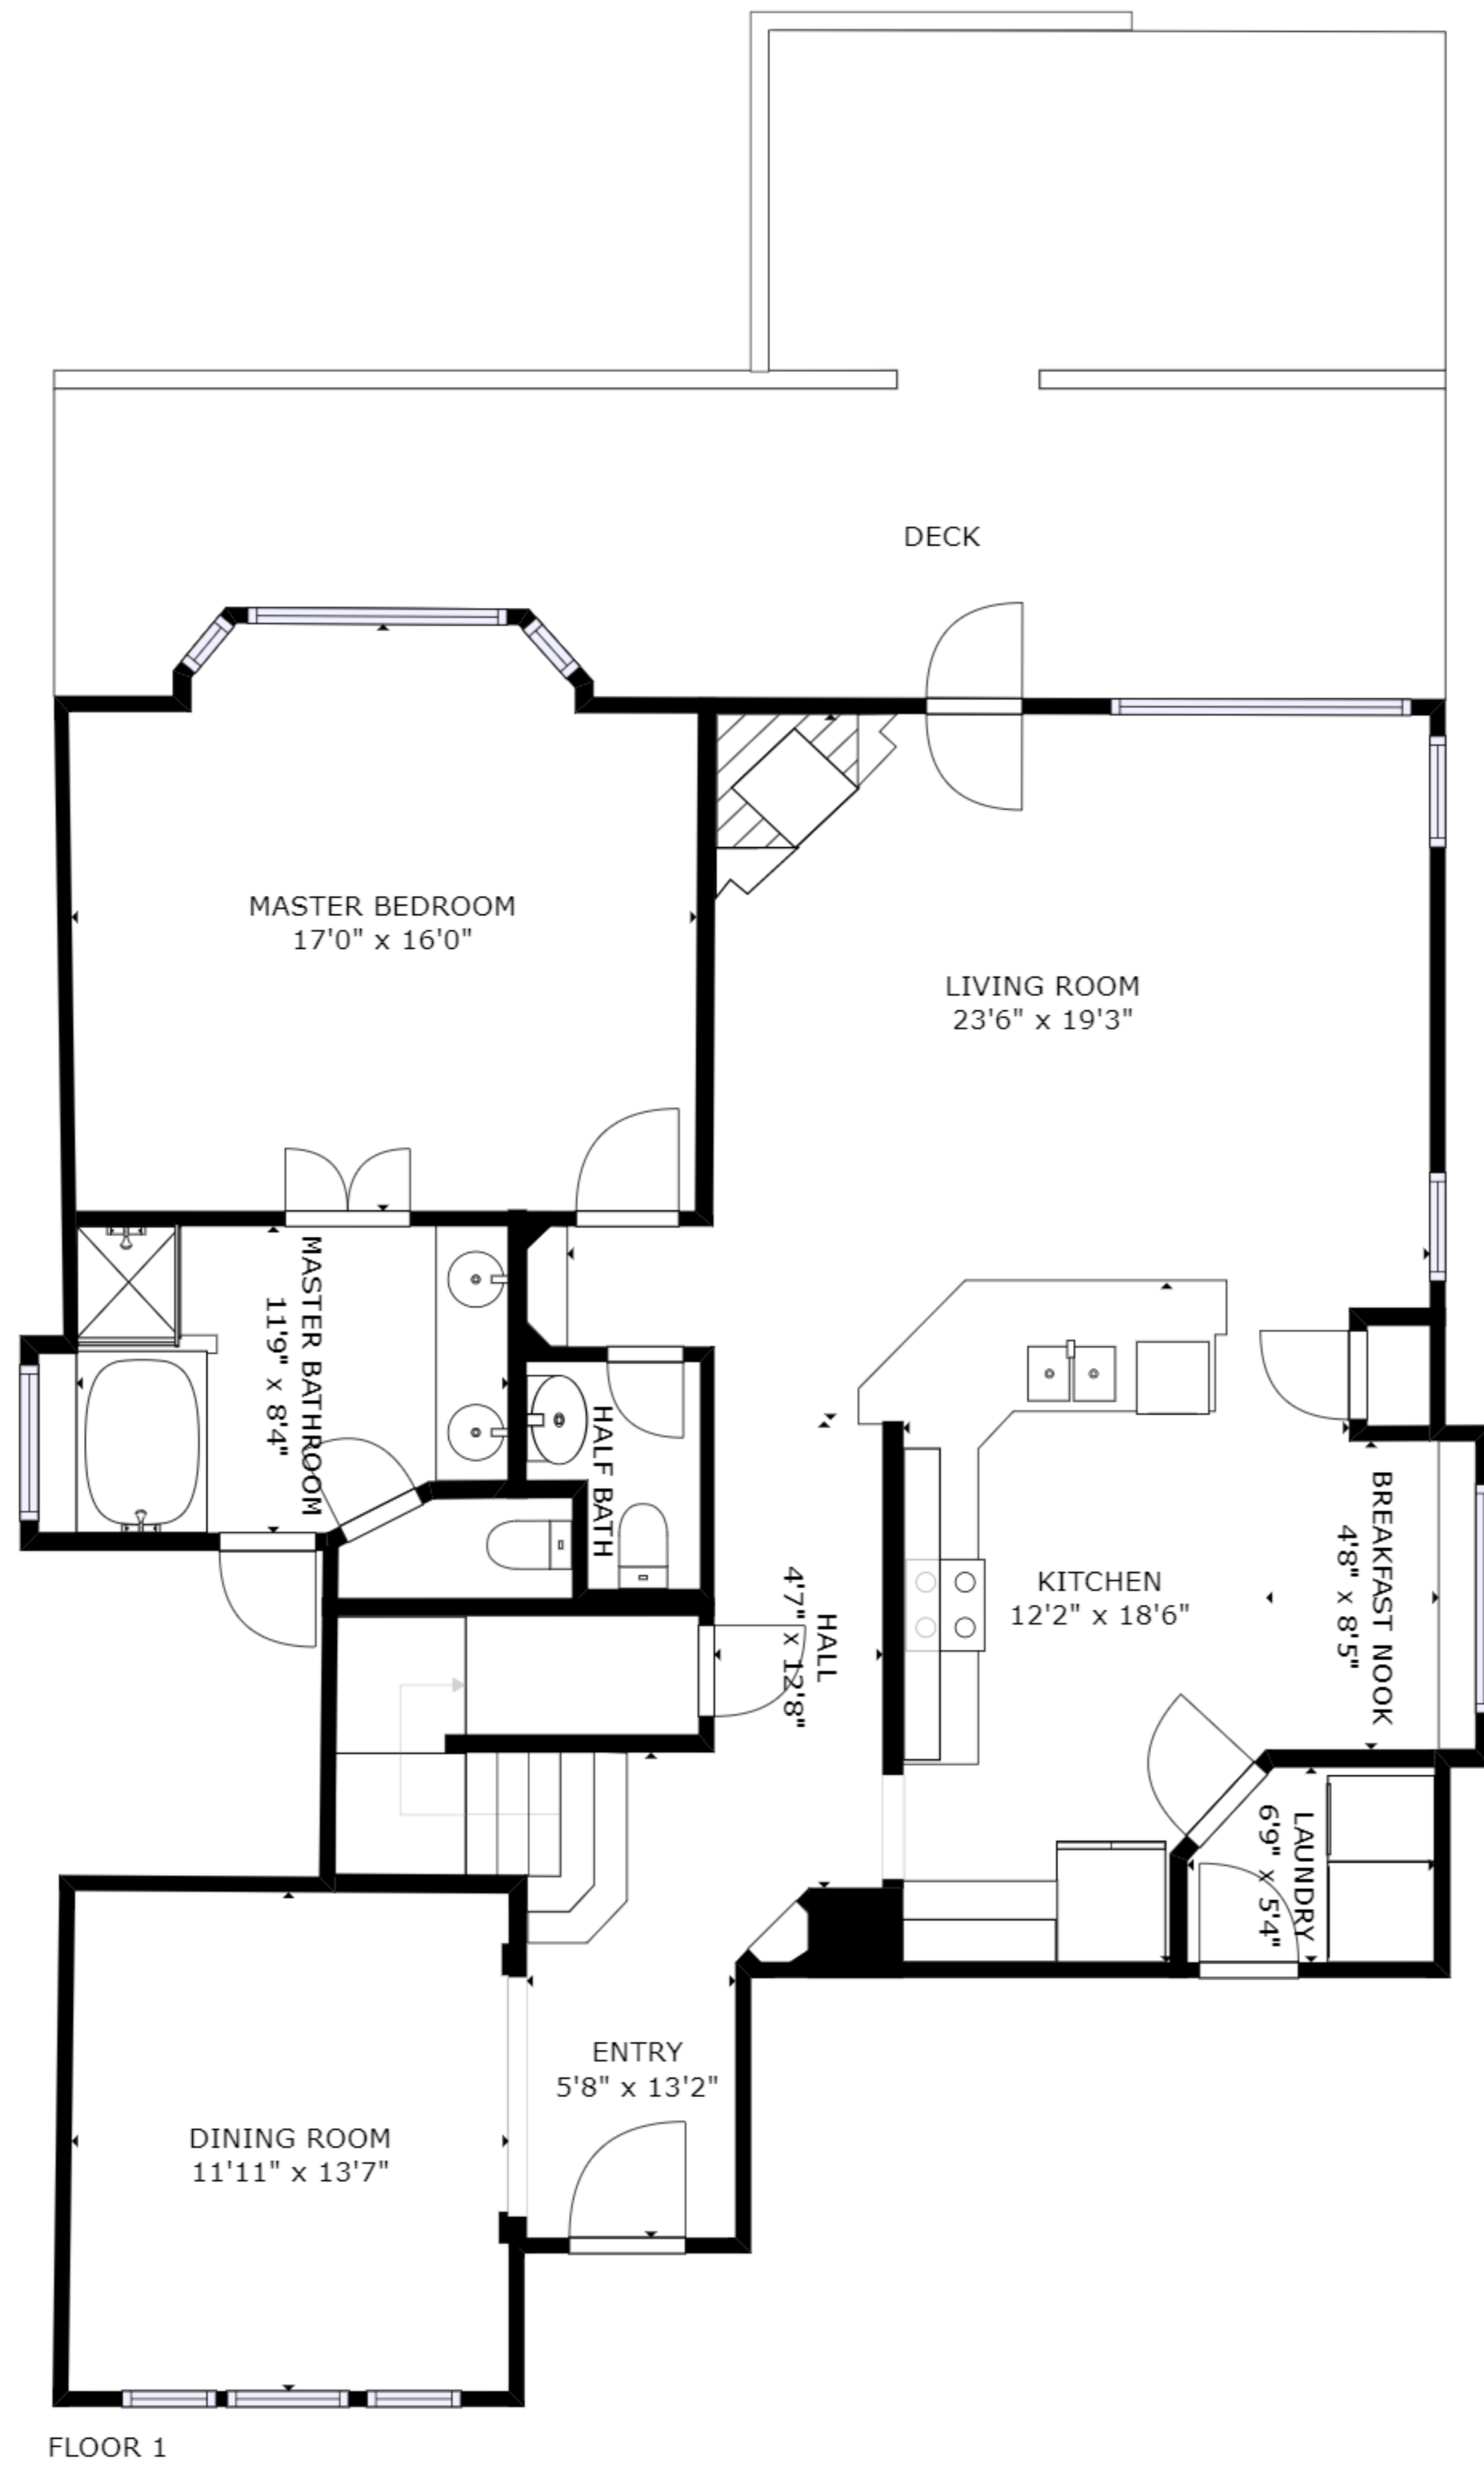 DECK
MASTER BEDROOM
17'0" x 16'0"
LIVING ROOM
23'6" x 19'3"
MASTER BATHROOM
11'9" x 8'4"
HALF BATH
HALL
4'7" x 12'8"
KITCHEN
12'2" x 18'6"
BREAKFAST NOOK
4'8" x 8'5"
LAUNDRY
6'9" x 5'4"
ENTRY
5'8" x 13'2"
DINING ROOM
11'11" x 13'7"
FLOOR 1